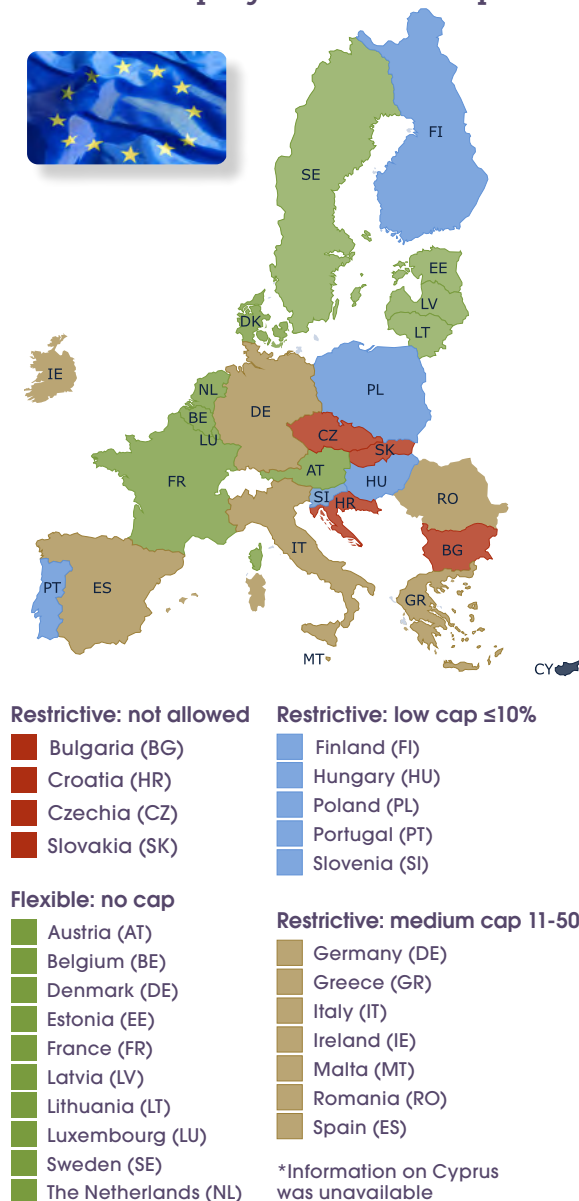 FI
SE
EE
LV
LT
DK
IE
NL
BE
LU
DE
PL
CZ
SK
AT
HU
FR
SI
HR
RO
IT
BG
PT
ES
GR
MT
CY
Restrictive: not allowed
Bulgaria (BG)
Croatia (HR)
Czechia (CZ)
Slovakia (SK)
Restrictive: low cap ≤10%
Finland (FI)
Hungary (HU)
Poland (PL)
Portugal (PT)
Slovenia (SI)
Flexible: no cap
Austria (AT)
Belgium (BE)
Denmark (DE)
Estonia (EE)
France (FR)
Latvia (LV)
Lithuania (LT)
Luxembourg (LU)
Sweden (SE)
The Netherlands (NL)
Restrictive: medium cap 11-50
Germany (DE)
Greece (GR)
Italy (IT)
Ireland (IE)
Malta (MT)
Romania (RO)
Spain (ES)
*Information on Cyprus
was unavailable